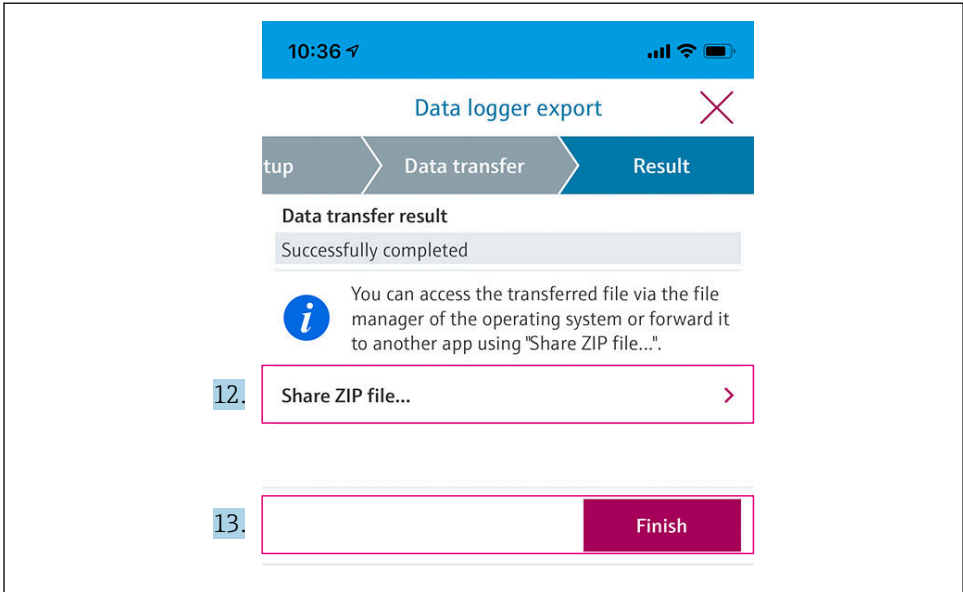 10:36
Data logger export
tup
Data transfer
Result
Data transfer result
Successfully completed
i
You can access the transferred file via the file
manager of the operating system or forward it
to another app using "Share ZIP file...".
12.
Share ZIP file...
13.
Finish